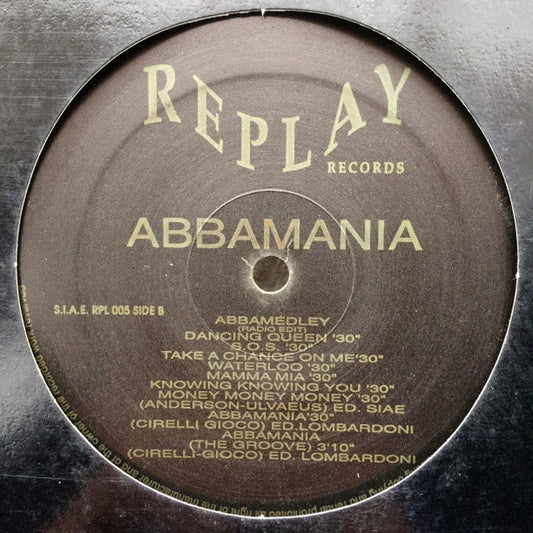 REPLAY
RECORDS
ABBAMANIA
S.I.A.E. RPL 005 SIDE B
ABBAMEDLEY
(RADIO EDIT)
DANCING QUEEN '30"
S.O.S. '30"
TAKE A CHANCE ON ME'30"
WATERLOO '30"
MAMMA MIA '30"
KNOWING KNOWING YOU '30"
MONEY MONEY MONEY '30"
(ANDERSON-ULVAEUS) ED. SIAE
ABBAMANIA'30"
(CIRELLI GIOCO) ED.LOMBARDONI
ABBAMANIA
(THE GROOVE) 3'10"
(CIRELLI-GIOCO) ED. LOMBARDONI